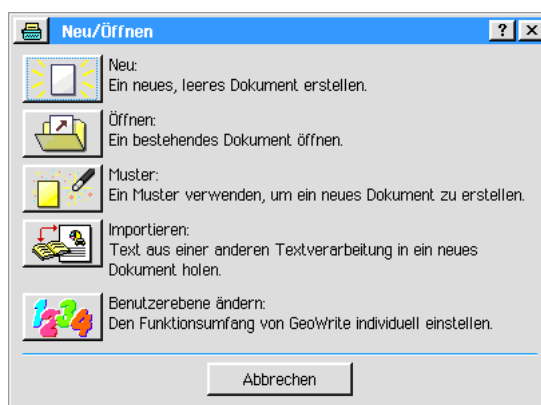 Neu/Öffnen
Neu:
Ein neues, leeres Dokument erstellen.
Öffnen:
Ein bestehendes Dokument öffnen.
Muster:
Ein Muster verwenden, um ein neues Dokument zu erstellen.
Importieren:
Text aus einer anderen Textverarbeitung in ein neues
Dokument holen.
1234
Benutzerebene ändern:
Den Funktionsumfang von GeoWrite individuell einstellen.
Abbrechen